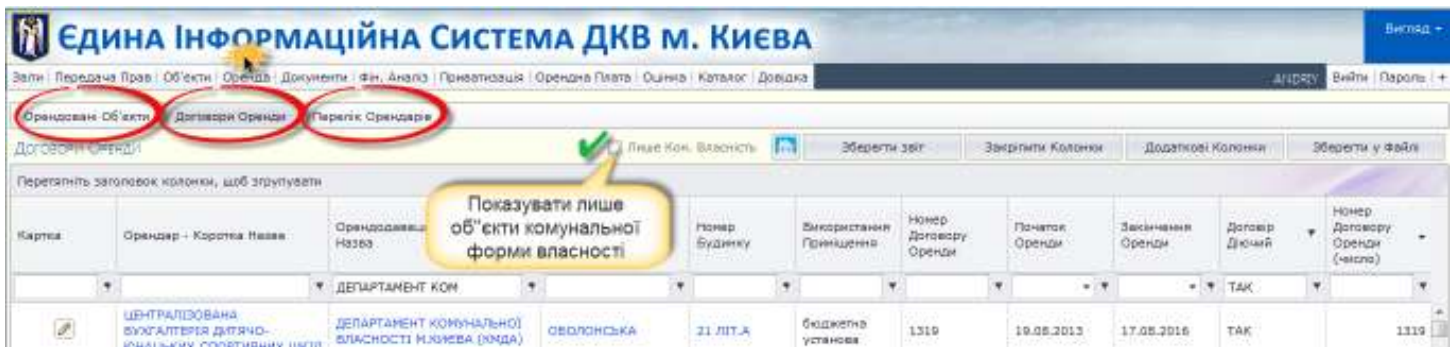 Єдина Інформаційна Система ДКВ м. Києва
Вигляд
Зали Передача Прав Об'єкти Оренда Документи Фін. Аналіз Приватизація Орендна Плата Оцінка Каталог Довідка ANDRIY Вийти Пароль +
Орендовані Об'єкти Договори Оренди Перелік Орендарів
Договори Оренди Лише Ком. Власність Зберегти звіт Закріпити Колонки Додаткові Колонки Зберегти у Файлі
Перетягніть заголовок колонки, щоб згрупувати
Показувати лише
об"єкти комунальної
форми власності
Картка Орендар - Коротка Назва
Назва
Номер
Будинку
Використання
Приміщення
Номер
Договору
Оренди
Початок
Оренди
Закінчення
Оренди
Договір
Діючий
Номер
Договору
Оренди
(число)
ДЕПАРТАМЕНТ КОМ ТАК
ЦЕНТРАЛІЗОВАНА
БУХГАЛТЕРІЯ ДИТЯЧО-
ЮНАЦЬКИХ СПОРТИВНИХ ШКІЛ
ДЕПАРТАМЕНТ КОМУНАЛЬНОЇ
ВЛАСНОСТІ М.КИЄВА (КМДА)
ОБОЛОНСЬКА
21 ЛІТ.А
бюджетна
установа
1319
19.08.2013
17.08.2016
ТАК
1319